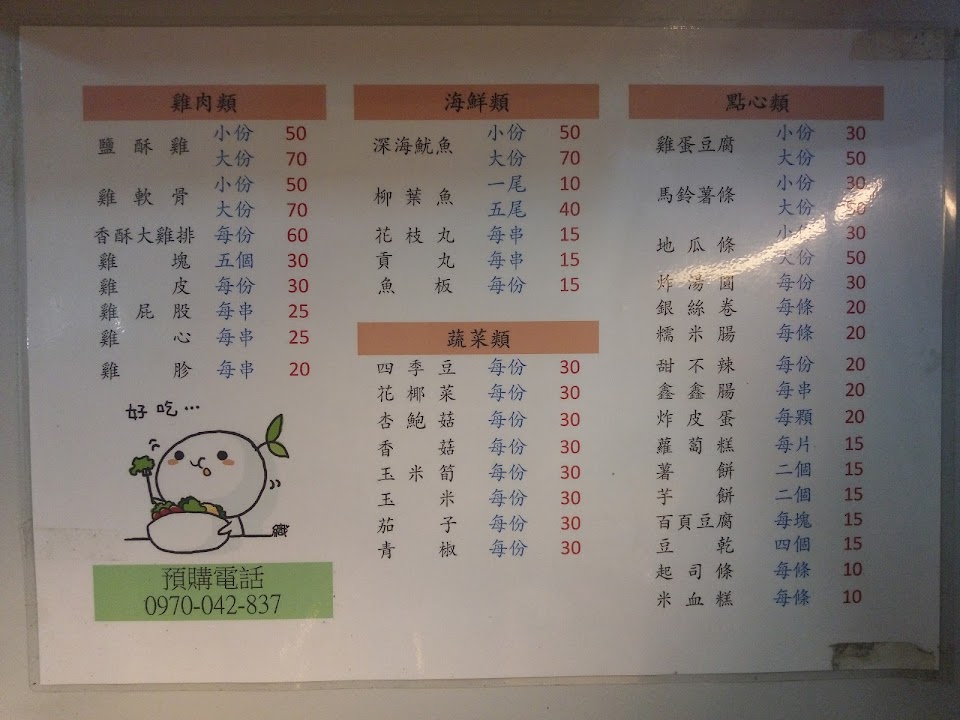 雞肉類
鹽酥雞 小份 50
大份 70
雞軟骨 小份 50
大份 70
香酥大雞排 每份 60
雞塊 五個 30
雞皮 每份 30
雞屁股 每串 25
雞心 每串 25
雞胗 每串 20
好吃...
預購電話
0970-042-837
海鮮類
深海魷魚 小份 50
大份 70
柳葉魚 一尾 10
五尾 40
花枝丸 每串 15
貢丸 每串 15
魚板 每份 15
蔬菜類
四季豆 每份 30
花椰菜 每份 30
杏鮑菇 每份 30
香菇 每份 30
玉米筍 每份 30
玉米 每份 30
茄子 每份 30
青椒 每份 30
點心類
雞蛋豆腐 小份 30
大份 50
馬鈴薯條 小份 30
大份 50
地瓜條 小份 30
大份 50
炸湯圓 每份 30
銀絲卷 每條 20
糯米腸 每條 20
甜不辣 每份 20
鑫鑫腸 每串 20
炸皮蛋 每顆 20
蘿蔔糕 每片 15
薯餅 二個 15
芋餅 二個 15
百頁豆腐 每塊 15
豆乾 四個 15
起司條 每條 10
米血糕 每條 10